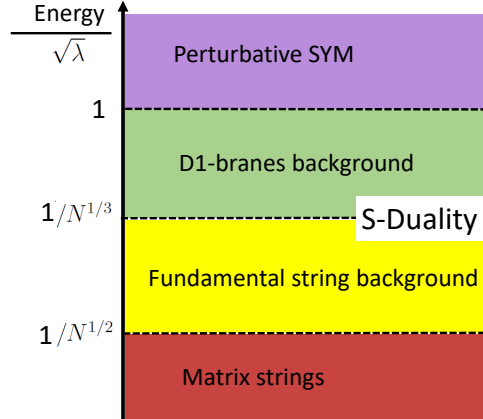 Energy
√λ
Perturbative SYM
1
D1-branes background
1/N^{1/3}
S-Duality
Fundamental string background
1/N^{1/2}
Matrix strings